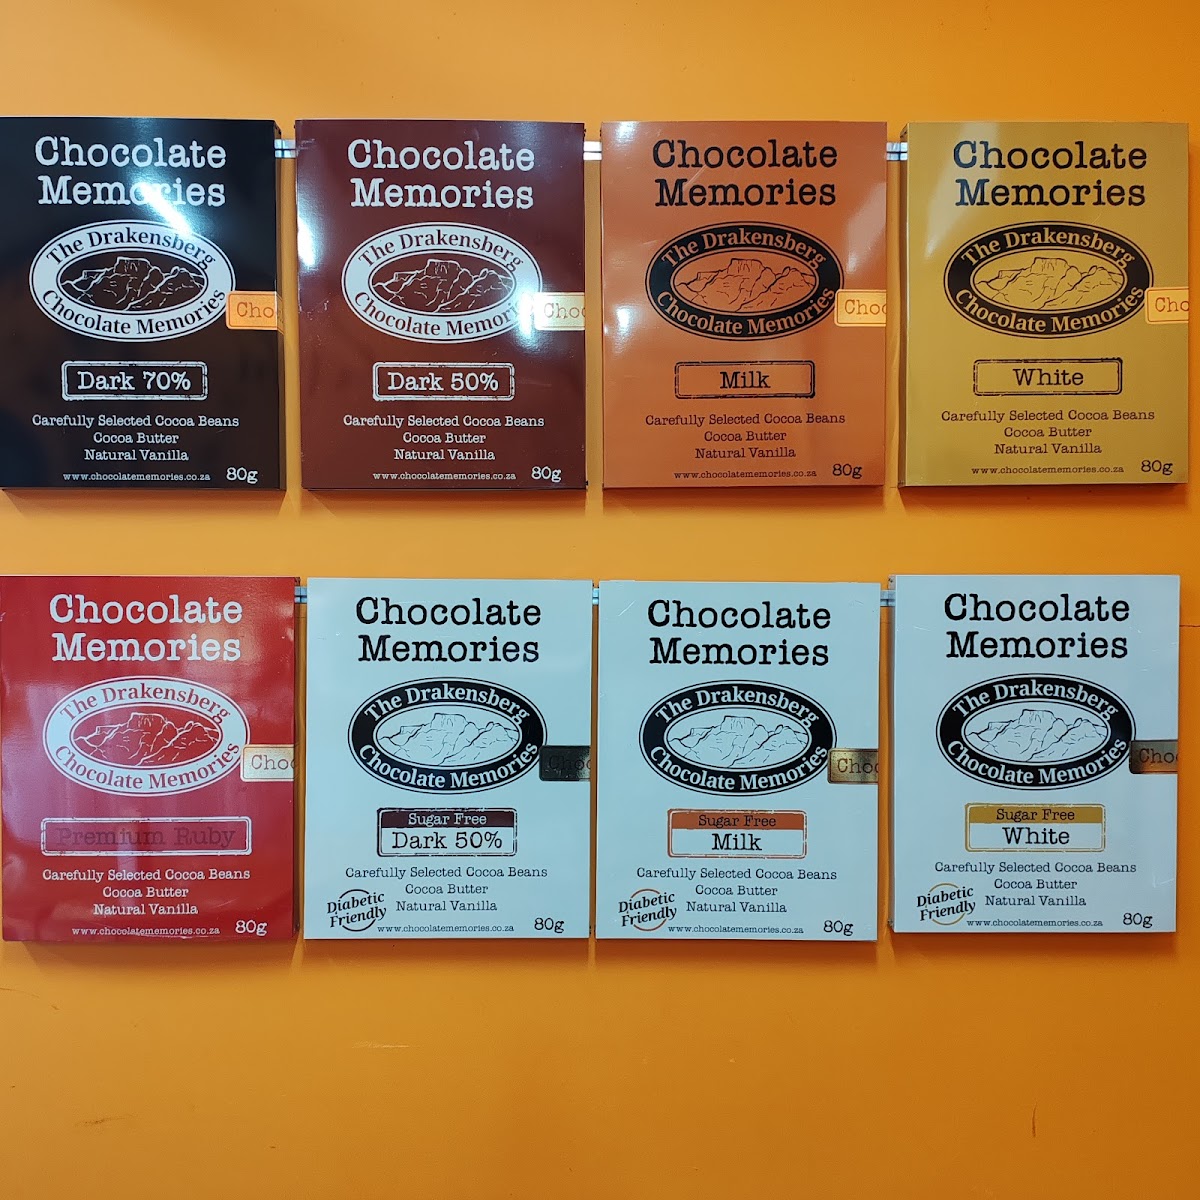 Chocolate
Memories
The Drakensberg
Chocolate Memories
Choc
Dark 70%
Carefully Selected Cocoa Beans
Cocoa Butter
Natural Vanilla
www.chocolatememories.co.za
80g
Chocolate
Memories
The Drakensberg
Chocolate Memories
Choc
Dark 50%
Carefully Selected Cocoa Beans
Cocoa Butter
Natural Vanilla
www.chocolatememories.co.za
80g
Chocolate
Memories
The Drakensberg
Chocolate Memories
Choc
Milk
Carefully Selected Cocoa Beans
Cocoa Butter
Natural Vanilla
www.chocolatememories.co.za
80g
Chocolate
Memories
The Drakensberg
Chocolate Memories
Choc
White
Carefully Selected Cocoa Beans
Cocoa Butter
Natural Vanilla
www.chocolatememories.co.za
80g
Chocolate
Memories
The Drakensberg
Chocolate Memories
Choc
Premium Ruby
Carefully Selected Cocoa Beans
Cocoa Butter
Natural Vanilla
www.chocolatememories.co.za
80g
Chocolate
Memories
The Drakensberg
Chocolate Memories
Choc
Sugar Free
Dark 50%
Carefully Selected Cocoa Beans
Cocoa Butter
Natural Vanilla
Diabetic
Friendly
www.chocolatememories.co.za
80g
Chocolate
Memories
The Drakensberg
Chocolate Memories
Choc
Sugar Free
Milk
Carefully Selected Cocoa Beans
Cocoa Butter
Natural Vanilla
Diabetic
Friendly
www.chocolatememories.co.za
80g
Chocolate
Memories
The Drakensberg
Chocolate Memories
Choc
Sugar Free
White
Carefully Selected Cocoa Beans
Cocoa Butter
Natural Vanilla
Diabetic
Friendly
www.chocolatememories.co.za
80g